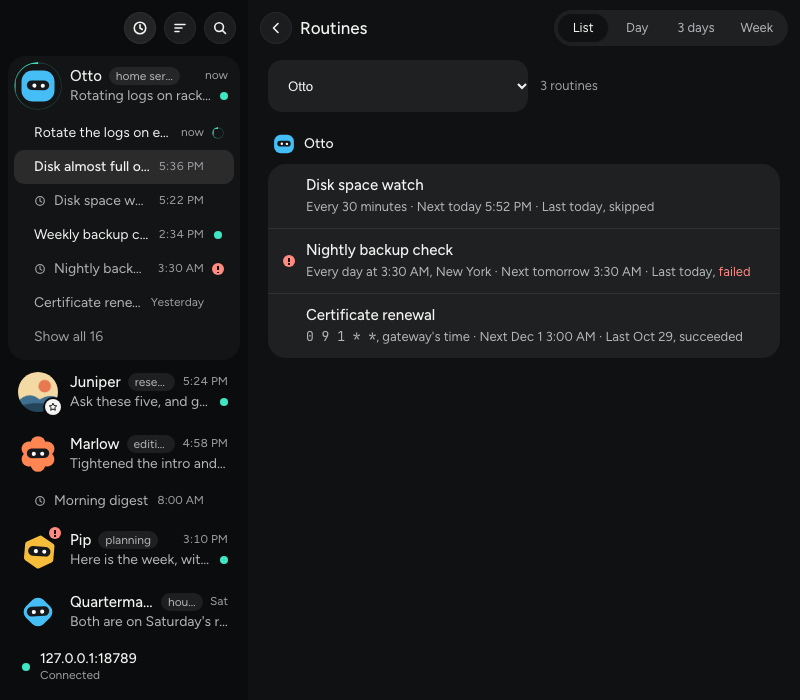 Otto home ser... now
Rotating logs on rack...
Rotate the logs on e... now
Disk almost full o... 5:36 PM
Disk space w... 5:22 PM
Weekly backup c... 2:34 PM
Nightly back... 3:30 AM
Certificate rene... Yesterday
Show all 16
Juniper rese... 5:24 PM
Ask these five, and g...
Marlow editi... 4:58 PM
Tightened the intro and...
Morning digest 8:00 AM
Pip planning 3:10 PM
Here is the week, wit...
Quarterma... hou... Sat
Both are on Saturday's r...
127.0.0.1:18789
Connected
Routines
List Day 3 days Week
Otto
3 routines
Otto
Disk space watch
Every 30 minutes · Next today 5:52 PM · Last today, skipped
Nightly backup check
Every day at 3:30 AM, New York · Next tomorrow 3:30 AM · Last today, failed
Certificate renewal
0 9 1 * *, gateway's time · Next Dec 1 3:00 AM · Last Oct 29, succeeded